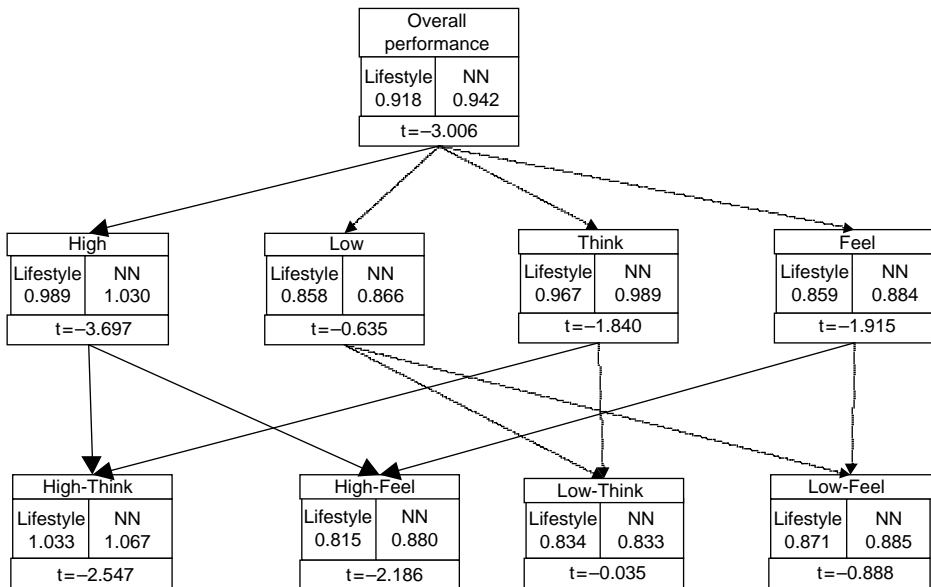 Overall
performance
Lifestyle NN
0.918 0.942
t=−3.006
High Low Think Feel
Lifestyle NN Lifestyle NN Lifestyle NN Lifestyle NN
0.989 1.030 0.858 0.866 0.967 0.989 0.859 0.884
t=−3.697 t=−0.635 t=−1.840 t=−1.915
High-Think High-Feel Low-Think Low-Feel
Lifestyle NN Lifestyle NN Lifestyle NN Lifestyle NN
1.033 1.067 0.815 0.880 0.834 0.833 0.871 0.885
t=−2.547 t=−2.186 t=−0.035 t=−0.888